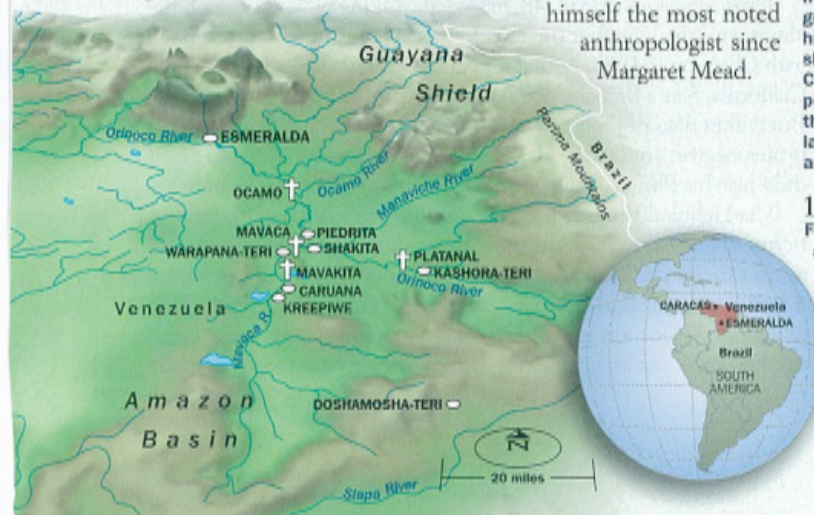 himself the most noted
anthropologist since
Margaret Mead.
Guayana
Shield
Orinoco River
ESMERALDA
Parima Mountains
Brazil
OCAMO
Ocamo River
Manaviche River
MAVACA
PIEDRITA
WARAPANA-TERI
SHAKITA
PLATANAL
MAVAKITA
KASHORA-TERI
Orinoco River
CARUANA
Venezuela
KREEPIWE
Mavaca R.
CARACAS
Venezuela
ESMERALDA
Brazil
SOUTH
AMERICA
Amazon
Basin
DOSHAMOSHA-TERI
N
20 miles
Siapa River